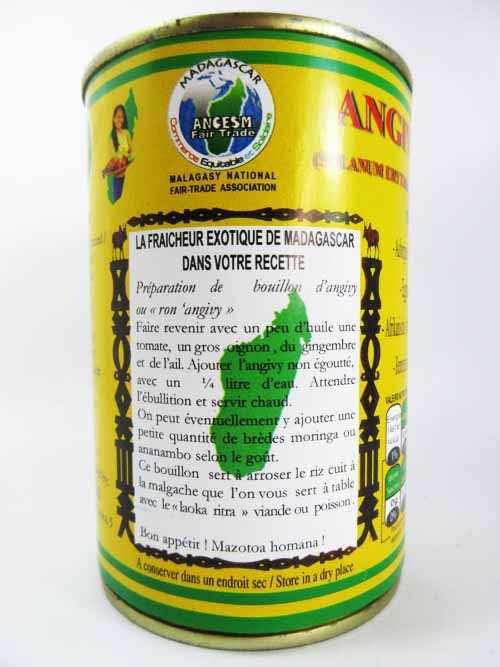 MADAGASCAR
ANCESM
Fair Trade
Commerce Equitable et Solidaire
MALAGASY NATIONAL
FAIR-TRADE ASSOCIATION
LA FRAICHEUR EXOTIQUE DE MADAGASCAR
DANS VOTRE RECETTE
Préparation de bouillon d'angivy
ou « ron 'angivy »
Faire revenir avec un peu d'huile une
tomate, un gros oignon , du gingembre
et de l'ail. Ajouter l'angivy non égoutté,
avec un ¼ litre d'eau. Attendre
l'ébullition et servir chaud.
On peut évenuellement y ajouter une
petite quantité de brèdes moringa ou
ananambo selon le goût.
Ce bouillon sert à arroser le riz cuit à
la malgache que l'on vous sert à table
avec le « laoka ritra » viande ou poisson.
Bon appétit ! Mazotoa homana !
A conserver dans un endroit sec / Store in a dry place